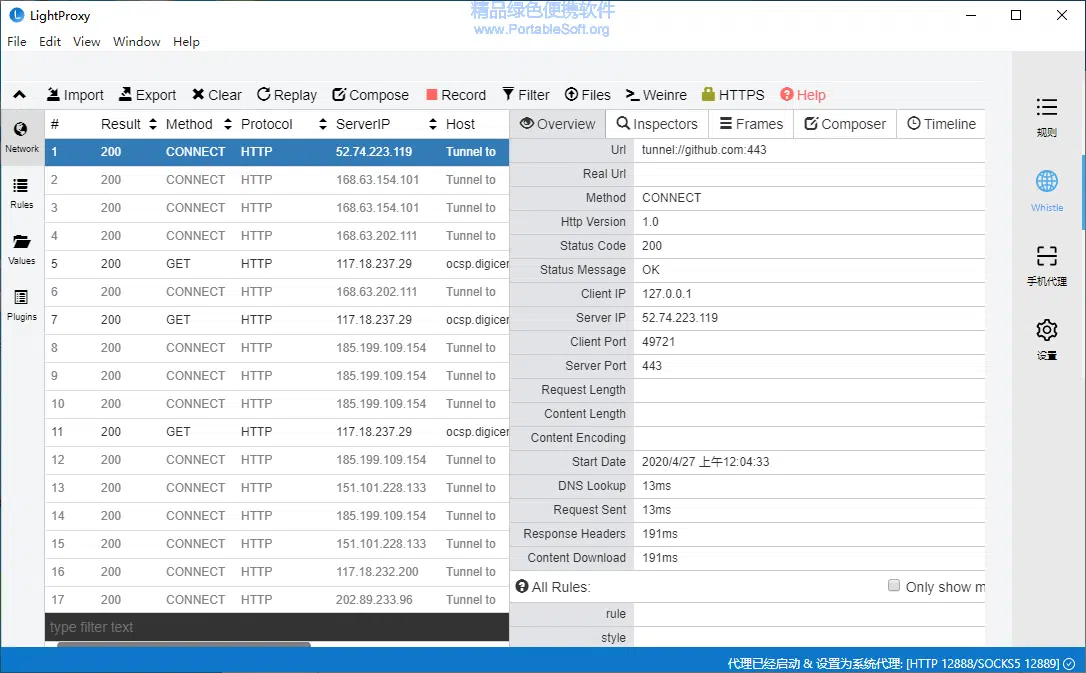 LightProxy
精品绿色便携软件
www.PortableSoft.org
File Edit View Window Help
Import Export Clear Replay Compose Record Filter Files Weinre HTTPS Help
Network
Rules
Values
Plugins
# Result Method Protocol ServerIP Host
1 200 CONNECT HTTP 52.74.223.119 Tunnel to
2 200 CONNECT HTTP 168.63.154.101 Tunnel to
3 200 CONNECT HTTP 168.63.154.101 Tunnel to
4 200 CONNECT HTTP 168.63.202.111 Tunnel to
5 200 GET HTTP 117.18.237.29 ocsp.digicer
6 200 CONNECT HTTP 168.63.202.111 Tunnel to
7 200 GET HTTP 117.18.237.29 ocsp.digicer
8 200 CONNECT HTTP 185.199.109.154 Tunnel to
9 200 CONNECT HTTP 185.199.109.154 Tunnel to
10 200 CONNECT HTTP 185.199.109.154 Tunnel to
11 200 GET HTTP 117.18.237.29 ocsp.digicer
12 200 CONNECT HTTP 185.199.109.154 Tunnel to
13 200 CONNECT HTTP 151.101.228.133 Tunnel to
14 200 CONNECT HTTP 185.199.109.154 Tunnel to
15 200 CONNECT HTTP 151.101.228.133 Tunnel to
16 200 CONNECT HTTP 117.18.232.200 Tunnel to
17 200 CONNECT HTTP 202.89.233.96 Tunnel to
type filter text
Overview Inspectors Frames Composer Timeline
Url tunnel://github.com:443
Real Url
Method CONNECT
Http Version 1.0
Status Code 200
Status Message OK
Client IP 127.0.0.1
Server IP 52.74.223.119
Client Port 49721
Server Port 443
Request Length
Content Length
Content Encoding
Start Date 2020/4/27 上午12:04:33
DNS Lookup 13ms
Request Sent 13ms
Response Headers 191ms
Content Download 191ms
All Rules: Only show m
rule
style
规则
Whistle
手机代理
设置
代理已经启动 & 设置为系统代理: [HTTP 12888/SOCKS5 12889]